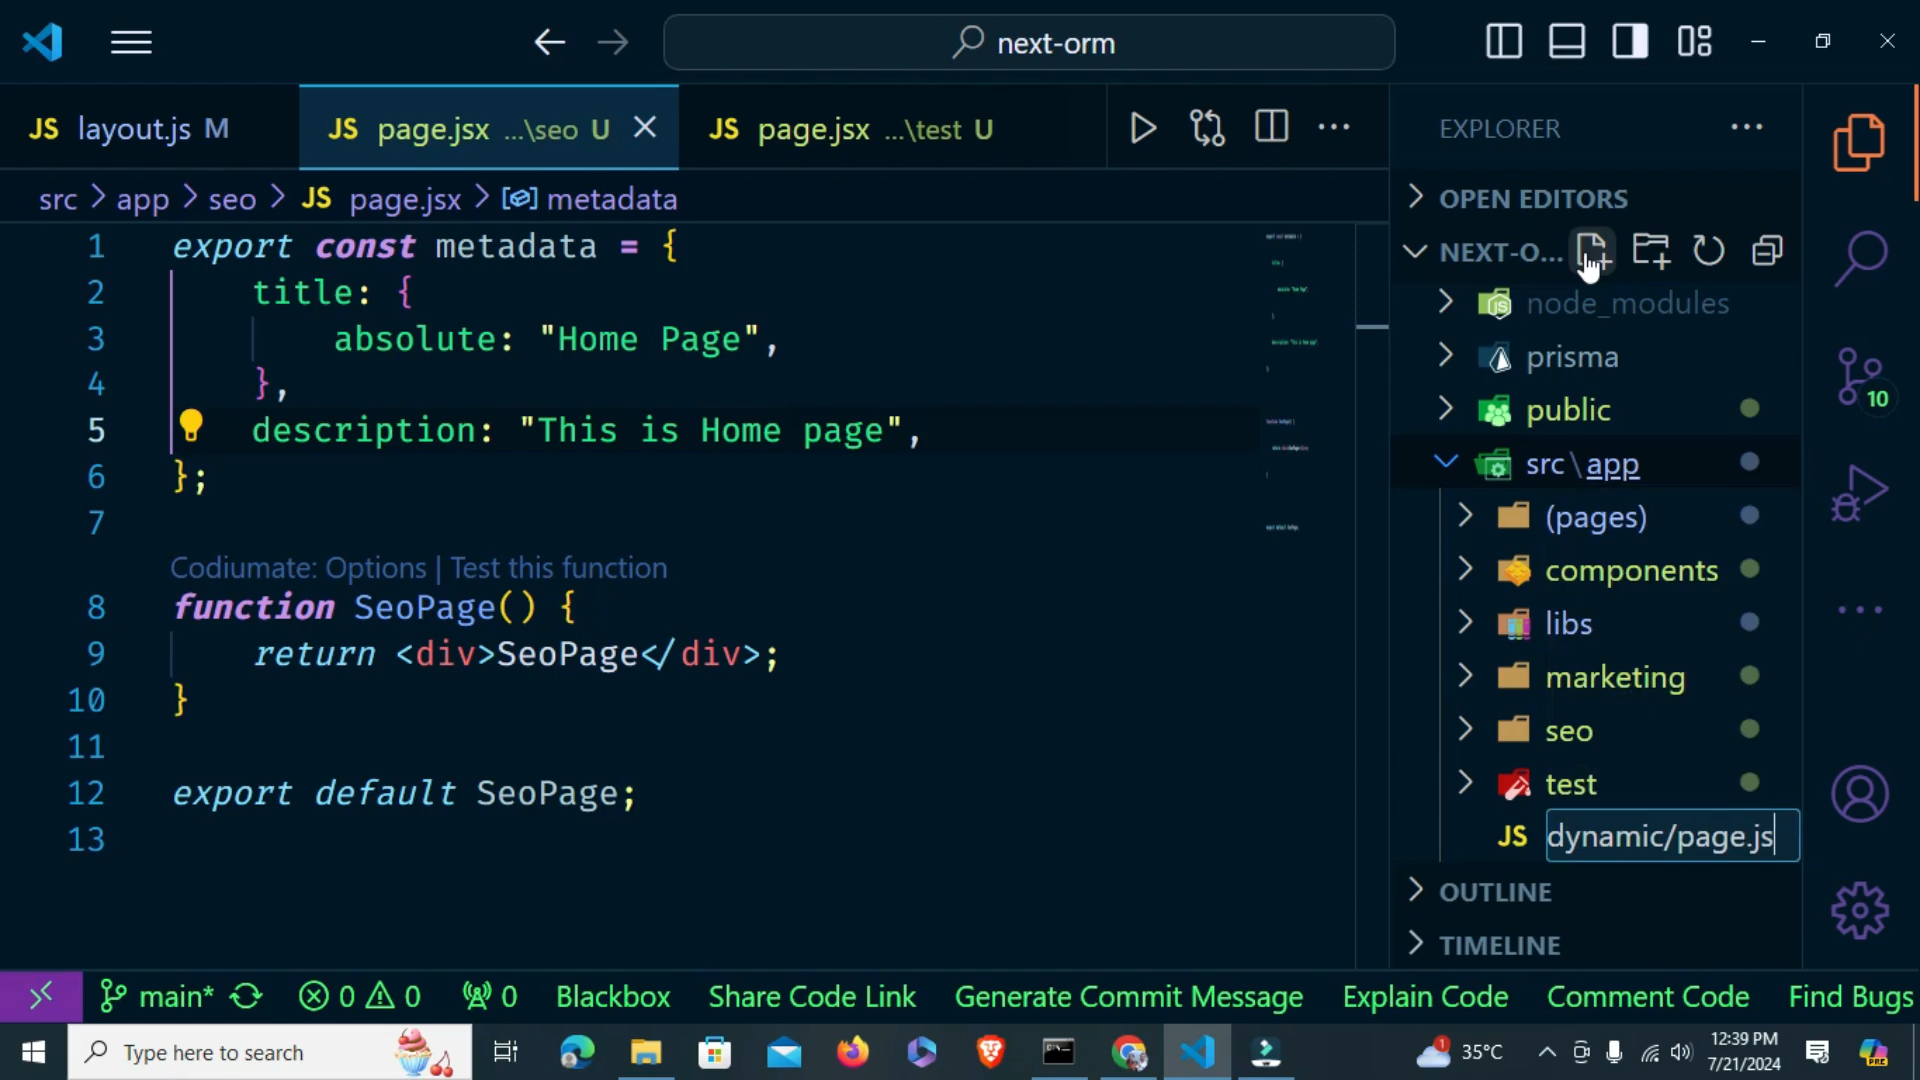 next-orm
JS layout.js M
JS page.jsx ...\seo U
JS page.jsx ...\test U
src > app > seo > JS page.jsx > metadata
1 export const metadata = {
2 title: {
3 absolute: "Home Page",
4 },
5 description: "This is Home page",
6 };
7
Codiumate: Options | Test this function
8 function SeoPage() {
9 return <div>SeoPage</div>;
10 }
11
12 export default SeoPage;
13
EXPLORER
OPEN EDITORS
NEXT-O...
node_modules
prisma
public
src\app
(pages)
components
libs
marketing
seo
test
JS dynamic/page.js
OUTLINE
TIMELINE
10
main* 0 0 0 Blackbox Share Code Link Generate Commit Message Explain Code Comment Code Find Bugs
Type here to search
1
35°C
12:39 PM
7/21/2024
PRE